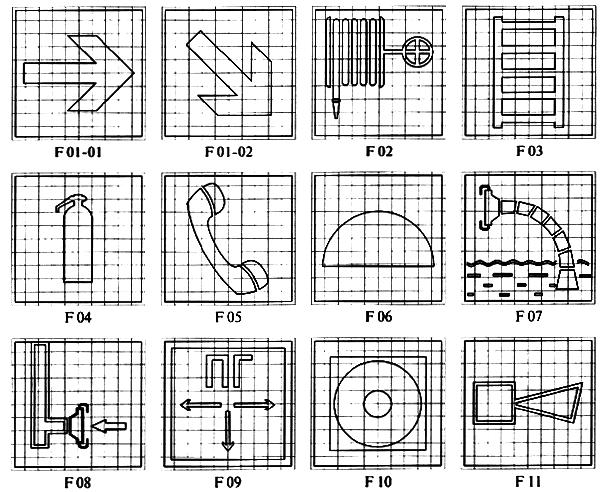 F 01-01 F 01-02 F 02 F 03
F 04 F 05 F 06 F 07
ПГ
F 08 F 09 F 10 F 11